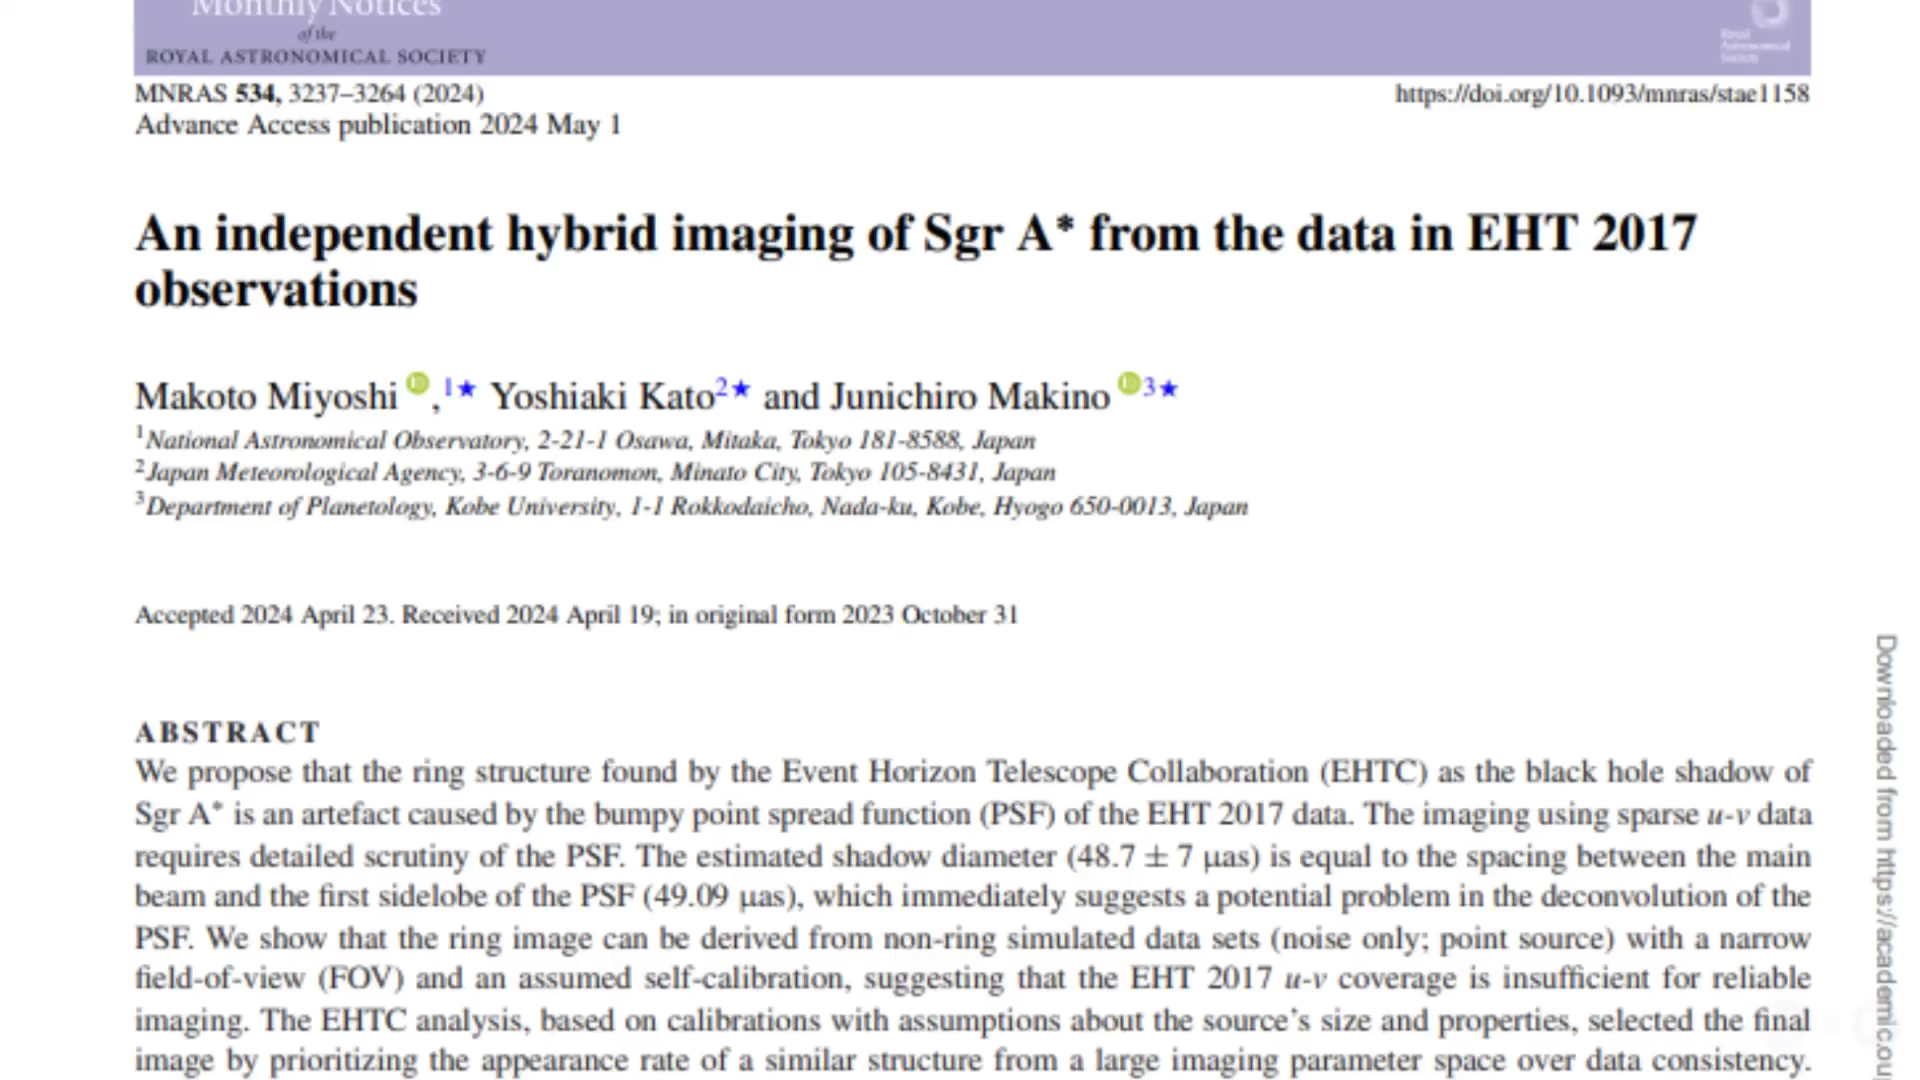 Monthly Notices
of the
ROYAL ASTRONOMICAL SOCIETY
Royal
Astronomical
Society
MNRAS 534, 3237–3264 (2024)
https://doi.org/10.1093/mnras/stae1158
Advance Access publication 2024 May 1
An independent hybrid imaging of Sgr A* from the data in EHT 2017
observations
Makoto Miyoshi iD,1★ Yoshiaki Kato2★ and Junichiro Makino iD3★
1National Astronomical Observatory, 2-21-1 Osawa, Mitaka, Tokyo 181-8588, Japan
2Japan Meteorological Agency, 3-6-9 Toranomon, Minato City, Tokyo 105-8431, Japan
3Department of Planetology, Kobe University, 1-1 Rokkodaicho, Nada-ku, Kobe, Hyogo 650-0013, Japan
Accepted 2024 April 23. Received 2024 April 19; in original form 2023 October 31
ABSTRACT
We propose that the ring structure found by the Event Horizon Telescope Collaboration (EHTC) as the black hole shadow of
Sgr A* is an artefact caused by the bumpy point spread function (PSF) of the EHT 2017 data. The imaging using sparse u-v data
requires detailed scrutiny of the PSF. The estimated shadow diameter (48.7 ± 7 μas) is equal to the spacing between the main
beam and the first sidelobe of the PSF (49.09 μas), which immediately suggests a potential problem in the deconvolution of the
PSF. We show that the ring image can be derived from non-ring simulated data sets (noise only; point source) with a narrow
field-of-view (FOV) and an assumed self-calibration, suggesting that the EHT 2017 u-v coverage is insufficient for reliable
imaging. The EHTC analysis, based on calibrations with assumptions about the source's size and properties, selected the final
image by prioritizing the appearance rate of a similar structure from a large imaging parameter space over data consistency.
Downloaded from https://academic.ou